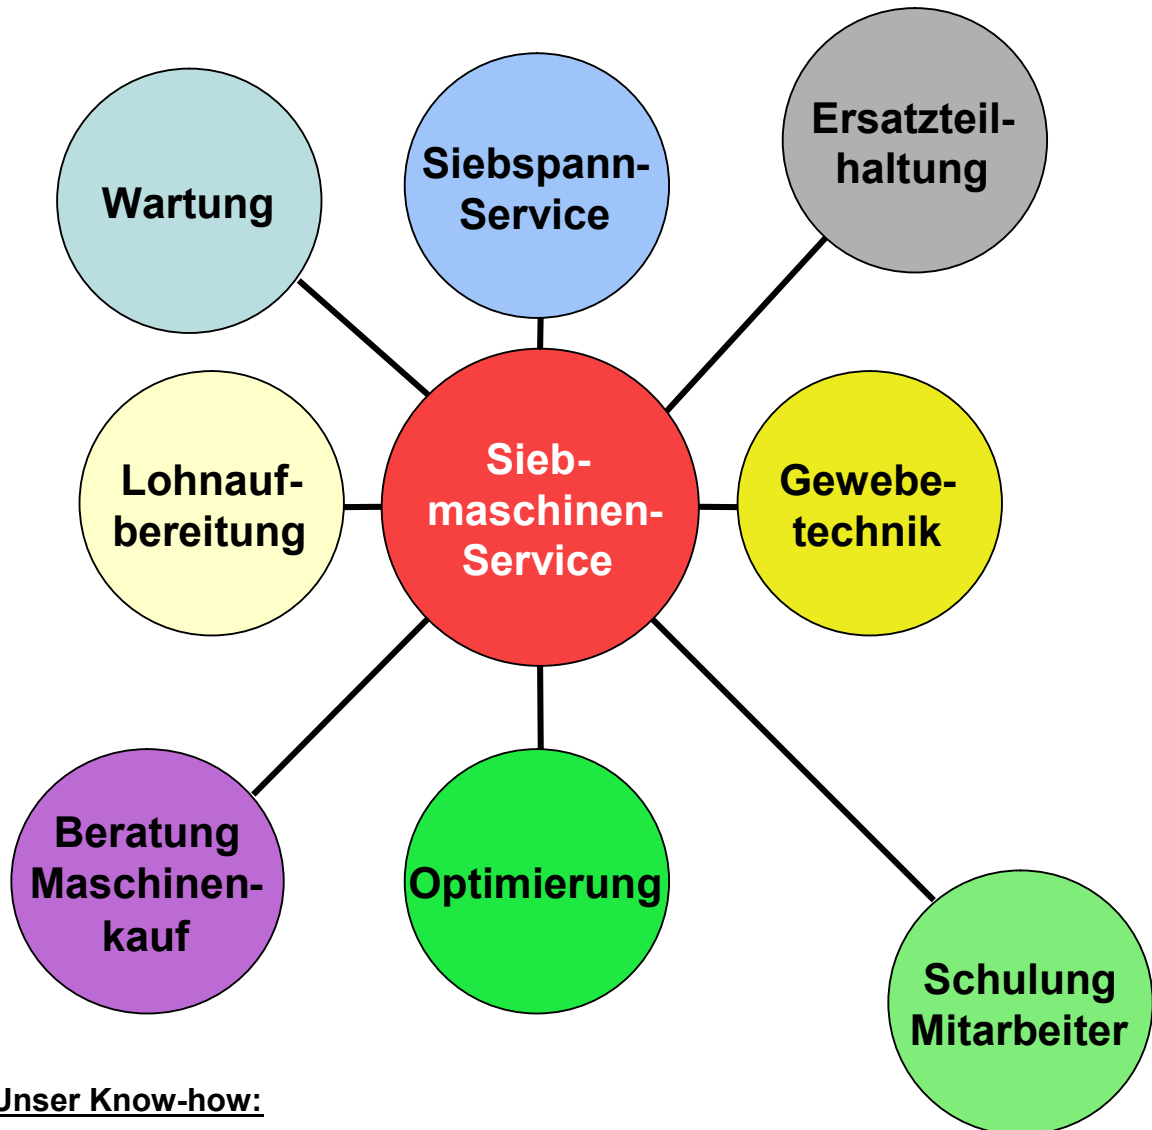 Wartung
Siebspann-
Service
Ersatzteil-
haltung
Lohnauf-
bereitung
Sieb-
maschinen-
Service
Gewebe-
technik
Beratung
Maschinen-
kauf
Optimierung
Schulung
Mitarbeiter
Unser Know-how: